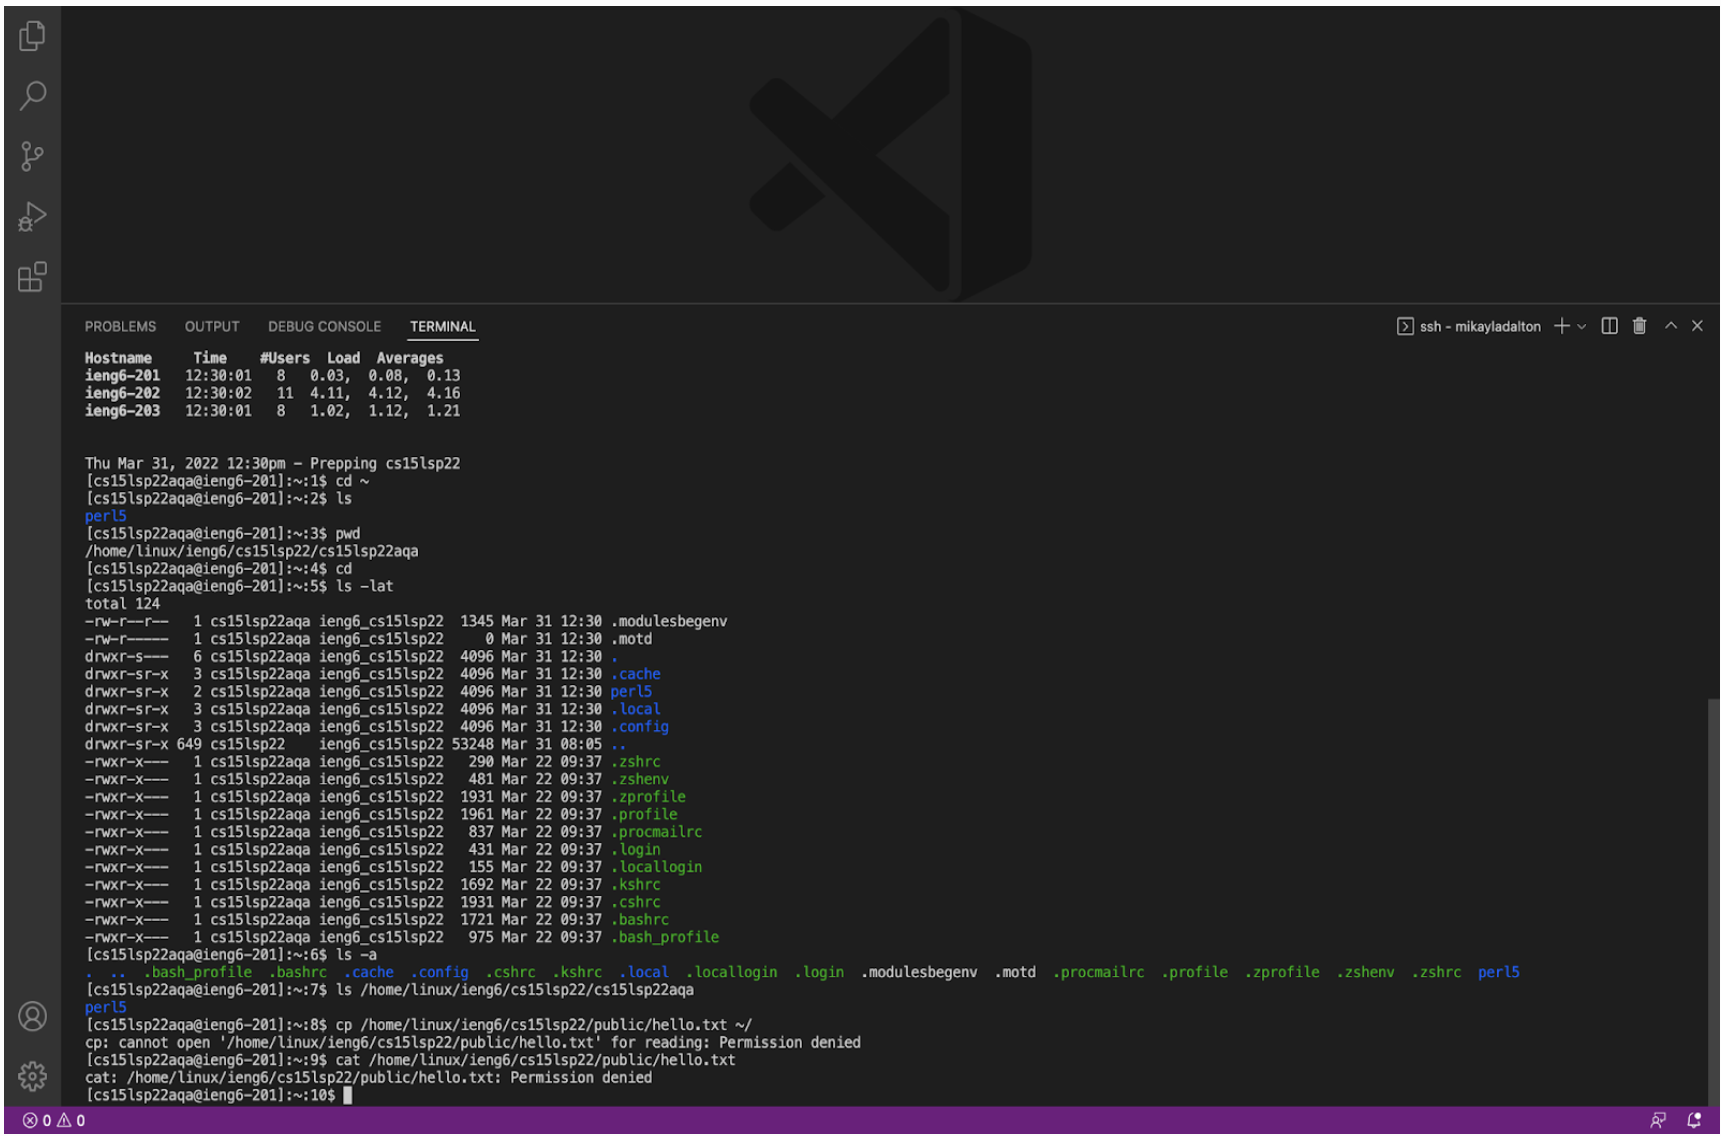 PROBLEMS OUTPUT DEBUG CONSOLE TERMINAL ssh - mikayladalton
Hostname Time #Users Load Averages
ieng6-201 12:30:01 8 0.03, 0.08, 0.13
ieng6-202 12:30:02 11 4.11, 4.12, 4.16
ieng6-203 12:30:01 8 1.02, 1.12, 1.21
Thu Mar 31, 2022 12:30pm - Prepping cs15lsp22
[cs15lsp22aqa@ieng6-201]:~:1$ cd ~
[cs15lsp22aqa@ieng6-201]:~:2$ ls
perl5
[cs15lsp22aqa@ieng6-201]:~:3$ pwd
/home/linux/ieng6/cs15lsp22/cs15lsp22aqa
[cs15lsp22aqa@ieng6-201]:~:4$ cd
[cs15lsp22aqa@ieng6-201]:~:5$ ls -lat
total 124
-rw-r--r-- 1 cs15lsp22aqa ieng6_cs15lsp22 1345 Mar 31 12:30 .modulesbegenv
-rw-r----- 1 cs15lsp22aqa ieng6_cs15lsp22 0 Mar 31 12:30 .motd
drwxr-s--- 6 cs15lsp22aqa ieng6_cs15lsp22 4096 Mar 31 12:30 .
drwxr-sr-x 3 cs15lsp22aqa ieng6_cs15lsp22 4096 Mar 31 12:30 .cache
drwxr-sr-x 2 cs15lsp22aqa ieng6_cs15lsp22 4096 Mar 31 12:30 perl5
drwxr-sr-x 3 cs15lsp22aqa ieng6_cs15lsp22 4096 Mar 31 12:30 .local
drwxr-sr-x 3 cs15lsp22aqa ieng6_cs15lsp22 4096 Mar 31 12:30 .config
drwxr-sr-x 649 cs15lsp22 ieng6_cs15lsp22 53248 Mar 31 08:05 ..
-rwxr-x--- 1 cs15lsp22aqa ieng6_cs15lsp22 290 Mar 22 09:37 .zshrc
-rwxr-x--- 1 cs15lsp22aqa ieng6_cs15lsp22 481 Mar 22 09:37 .zshenv
-rwxr-x--- 1 cs15lsp22aqa ieng6_cs15lsp22 1931 Mar 22 09:37 .zprofile
-rwxr-x--- 1 cs15lsp22aqa ieng6_cs15lsp22 1961 Mar 22 09:37 .profile
-rwxr-x--- 1 cs15lsp22aqa ieng6_cs15lsp22 837 Mar 22 09:37 .procmailrc
-rwxr-x--- 1 cs15lsp22aqa ieng6_cs15lsp22 431 Mar 22 09:37 .login
-rwxr-x--- 1 cs15lsp22aqa ieng6_cs15lsp22 155 Mar 22 09:37 .locallogin
-rwxr-x--- 1 cs15lsp22aqa ieng6_cs15lsp22 1692 Mar 22 09:37 .kshrc
-rwxr-x--- 1 cs15lsp22aqa ieng6_cs15lsp22 1931 Mar 22 09:37 .cshrc
-rwxr-x--- 1 cs15lsp22aqa ieng6_cs15lsp22 1721 Mar 22 09:37 .bashrc
-rwxr-x--- 1 cs15lsp22aqa ieng6_cs15lsp22 975 Mar 22 09:37 .bash_profile
[cs15lsp22aqa@ieng6-201]:~:6$ ls -a
. .. .bash_profile .bashrc .cache .config .cshrc .kshrc .local .locallogin .login .modulesbegenv .motd .procmailrc .profile .zprofile .zshenv .zshrc perl5
[cs15lsp22aqa@ieng6-201]:~:7$ ls /home/linux/ieng6/cs15lsp22/cs15lsp22aqa
perl5
[cs15lsp22aqa@ieng6-201]:~:8$ cp /home/linux/ieng6/cs15lsp22/public/hello.txt ~/
cp: cannot open '/home/linux/ieng6/cs15lsp22/public/hello.txt' for reading: Permission denied
[cs15lsp22aqa@ieng6-201]:~:9$ cat /home/linux/ieng6/cs15lsp22/public/hello.txt
cat: /home/linux/ieng6/cs15lsp22/public/hello.txt: Permission denied
[cs15lsp22aqa@ieng6-201]:~:10$
0 0